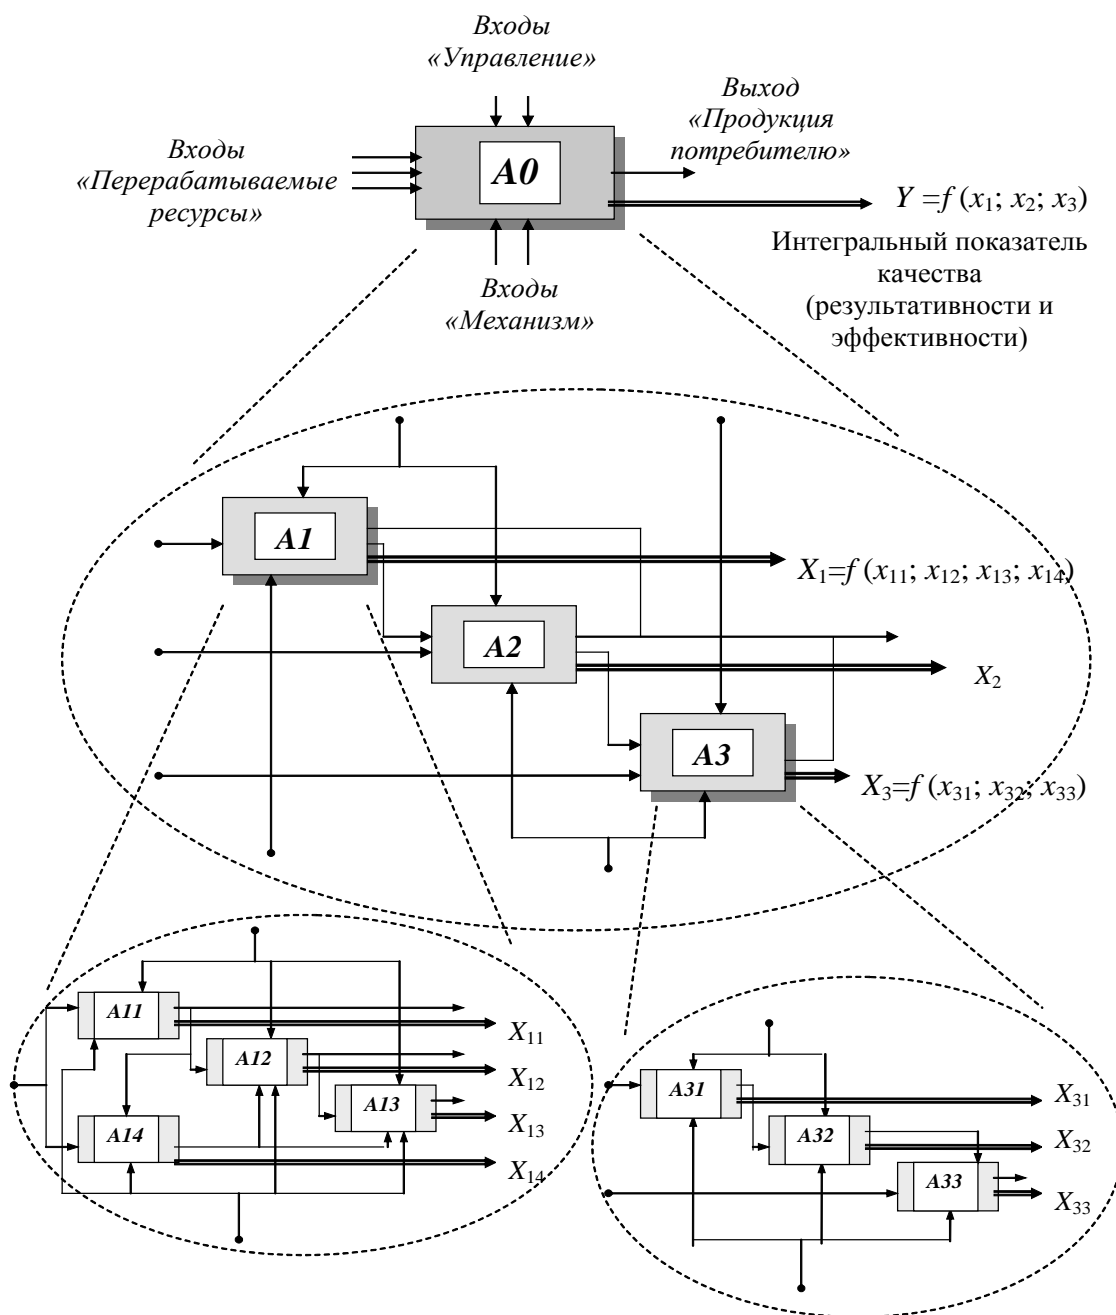 Входы
«Управление»
Выход
«Продукция
потребителю»
Входы
«Перерабатываемые
ресурсы»
A0
Y =f (x₁; x₂; x₃)
Интегральный показатель
качества
(результативности и
эффективности)
Входы
«Механизм»
A1
X₁=f (x₁₁; x₁₂; x₁₃; x₁₄)
A2
X₂
A3
X₃=f (x₃₁; x₃₂; x₃₃)
A11
X₁₁
A12
X₁₂
A13
X₁₃
A14
X₁₄
A31
X₃₁
A32
X₃₂
A33
X₃₃